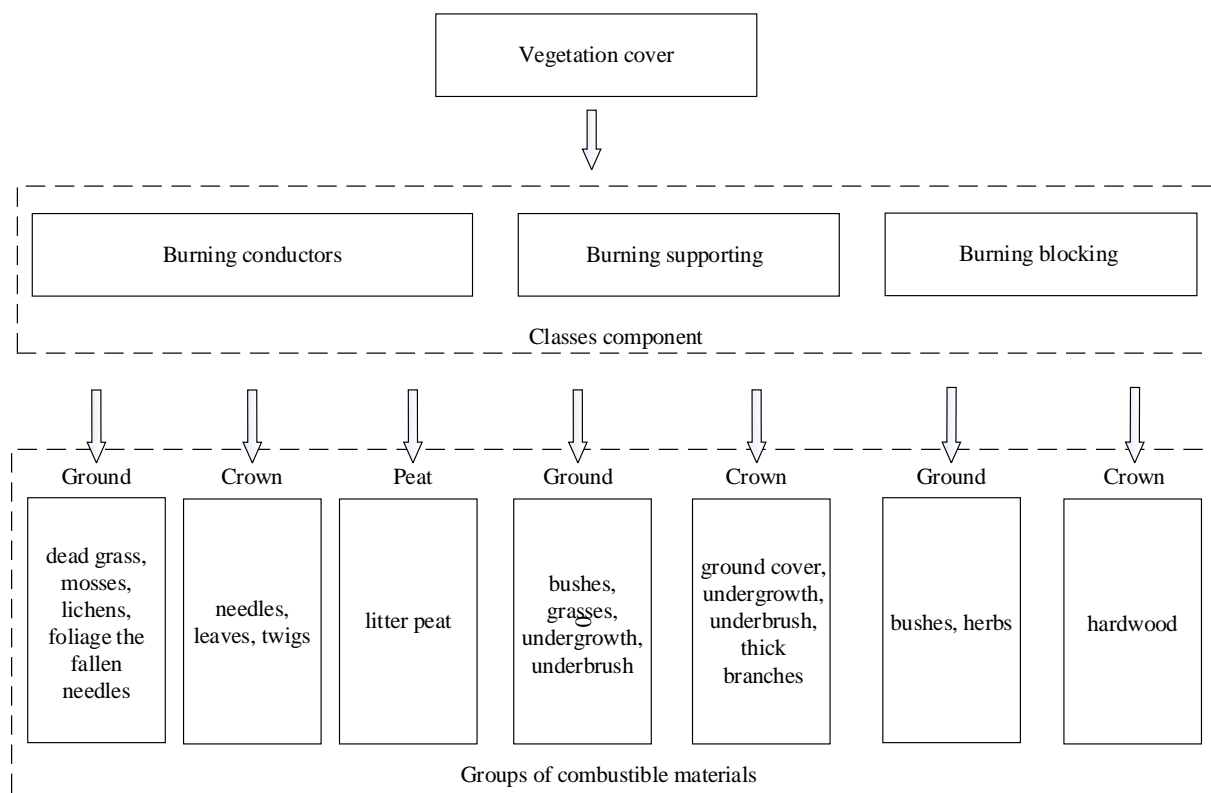 Vegetation cover
Burning conductors
Burning supporting
Burning blocking
Classes component
Ground
Crown
Peat
Ground
Crown
Ground
Crown
dead grass,
mosses,
lichens,
foliage the
fallen
needles
needles,
leaves, twigs
litter peat
bushes,
grasses,
undergrowth,
underbrush
ground cover,
undergrowth,
underbrush,
thick
branches
bushes, herbs
hardwood
Groups of combustible materials